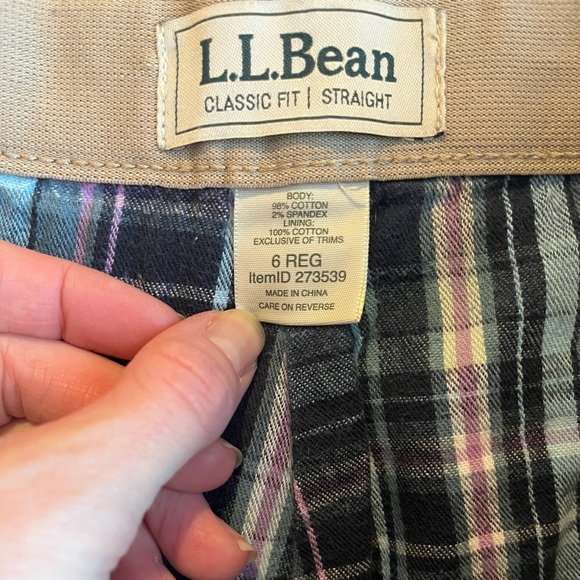 L.L.Bean
CLASSIC FIT | STRAIGHT
BODY:
98% COTTON
2% SPANDEX
LINING:
100% COTTON
EXCLUSIVE OF TRIMS
6 REG
ItemID 273539
MADE IN CHINA
CARE ON REVERSE